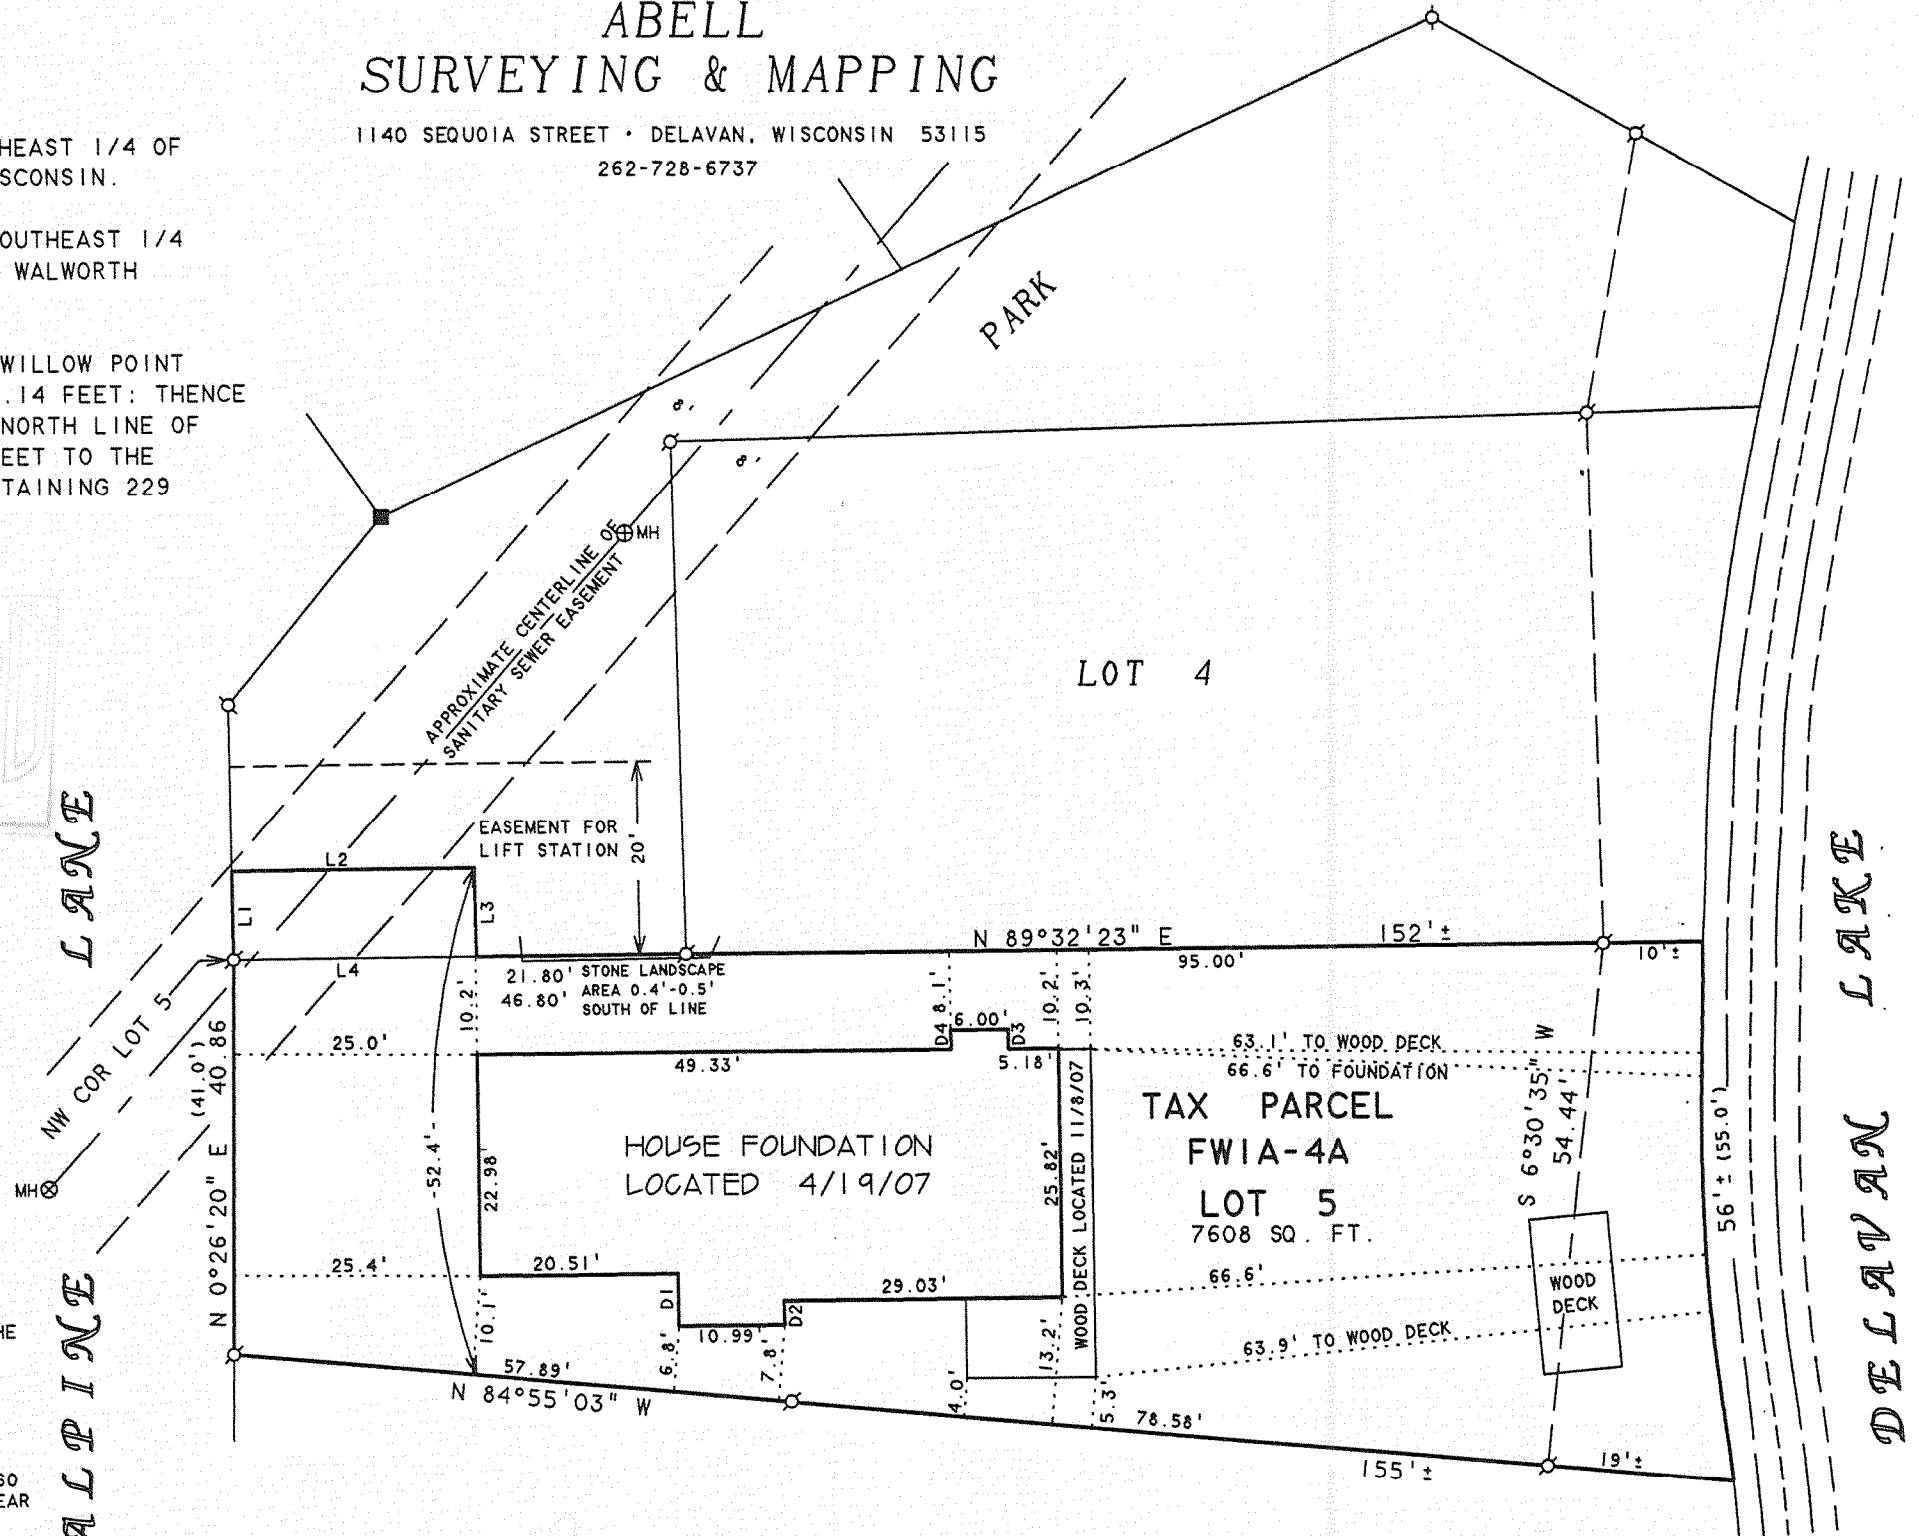 ABELL
SURVEYING & MAPPING
1140 SEQUOIA STREET • DELAVAN, WISCONSIN 53115
262-728-6737
HEAST 1/4 OF
SCONSIN.
OUTHEAST 1/4
WALWORTH
WILLOW POINT
.14 FEET: THENCE
NORTH LINE OF
EET TO THE
TAINING 229
PARK
8'
8'
MH
APPROXIMATE CENTERLINE OF
SANITARY SEWER EASEMENT
LOT 4
EASEMENT FOR
LIFT STATION
20'
L2
L1
L3
L4
N 89°32'23" E
152'±
95.00'
10'±
21.80'
46.80'
STONE LANDSCAPE
AREA 0.4'-0.5'
SOUTH OF LINE
NW COR LOT 5
MH
10.2'
D4
8.1'
6.00'
D3
10.2'
10.3'
25.0'
49.33'
5.18'
63.1' TO WOOD DECK
66.6' TO FOUNDATION
N 0°26'20" E 40.86
(41.0')
52.4'
22.98'
HOUSE FOUNDATION
LOCATED 4/19/07
25.82'
WOOD DECK LOCATED 11/8/07
TAX PARCEL
FW1A-4A
LOT 5
7608 SQ. FT.
S 6°30'35" W
54.44'
56'± (55.0')
25.4'
20.51'
D1
10.99'
D2
29.03'
66.6'
WOOD
DECK
63.9' TO WOOD DECK
10.1'
6.8'
7.8'
4.0'
13.2'
5.3'
57.89'
N 84°55'03" W
78.58'
155'±
19'±
ALPINE LANE
DELAVAN LAKE
HE
SO
EAR